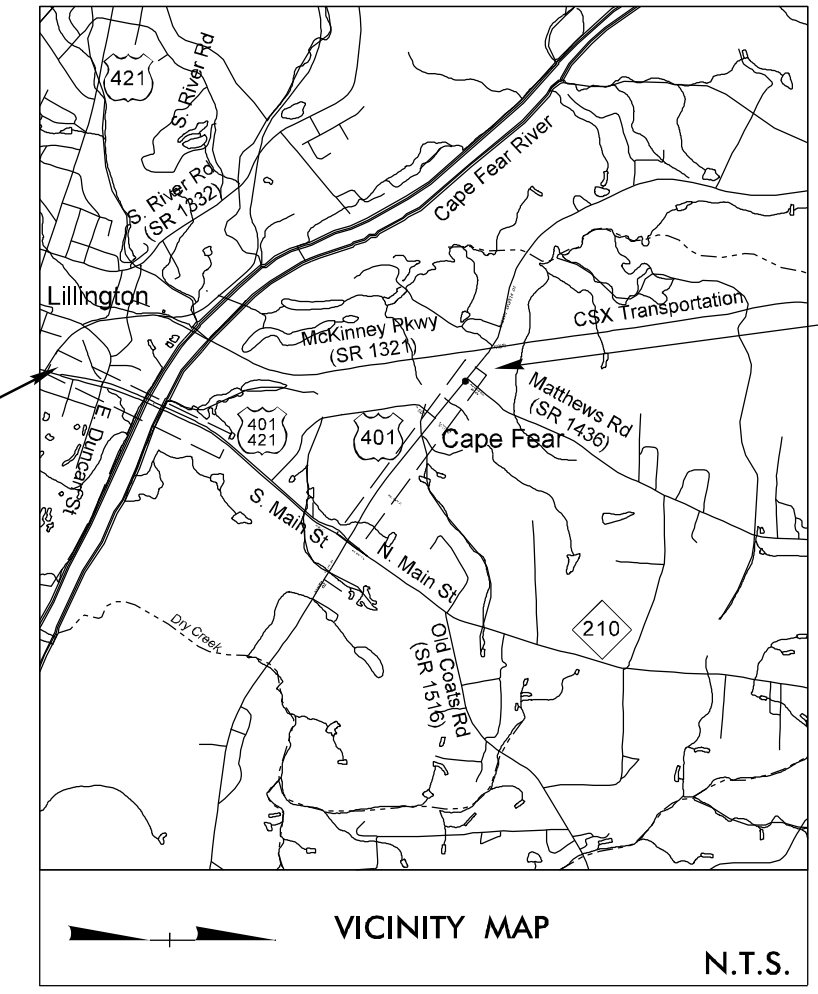 421
S. River Rd
S. River Rd
(SR 1332)
Cape Fear River
Lillington
McKinney Pkwy
(SR 1321)
CSX Transportation
Matthews Rd
(SR 1436)
401
421
401
Cape Fear
E. Duncan St
S. Main St
N. Main St
Dry Creek
210
Old Coats Rd
(SR 1516)
VICINITY MAP
N.T.S.